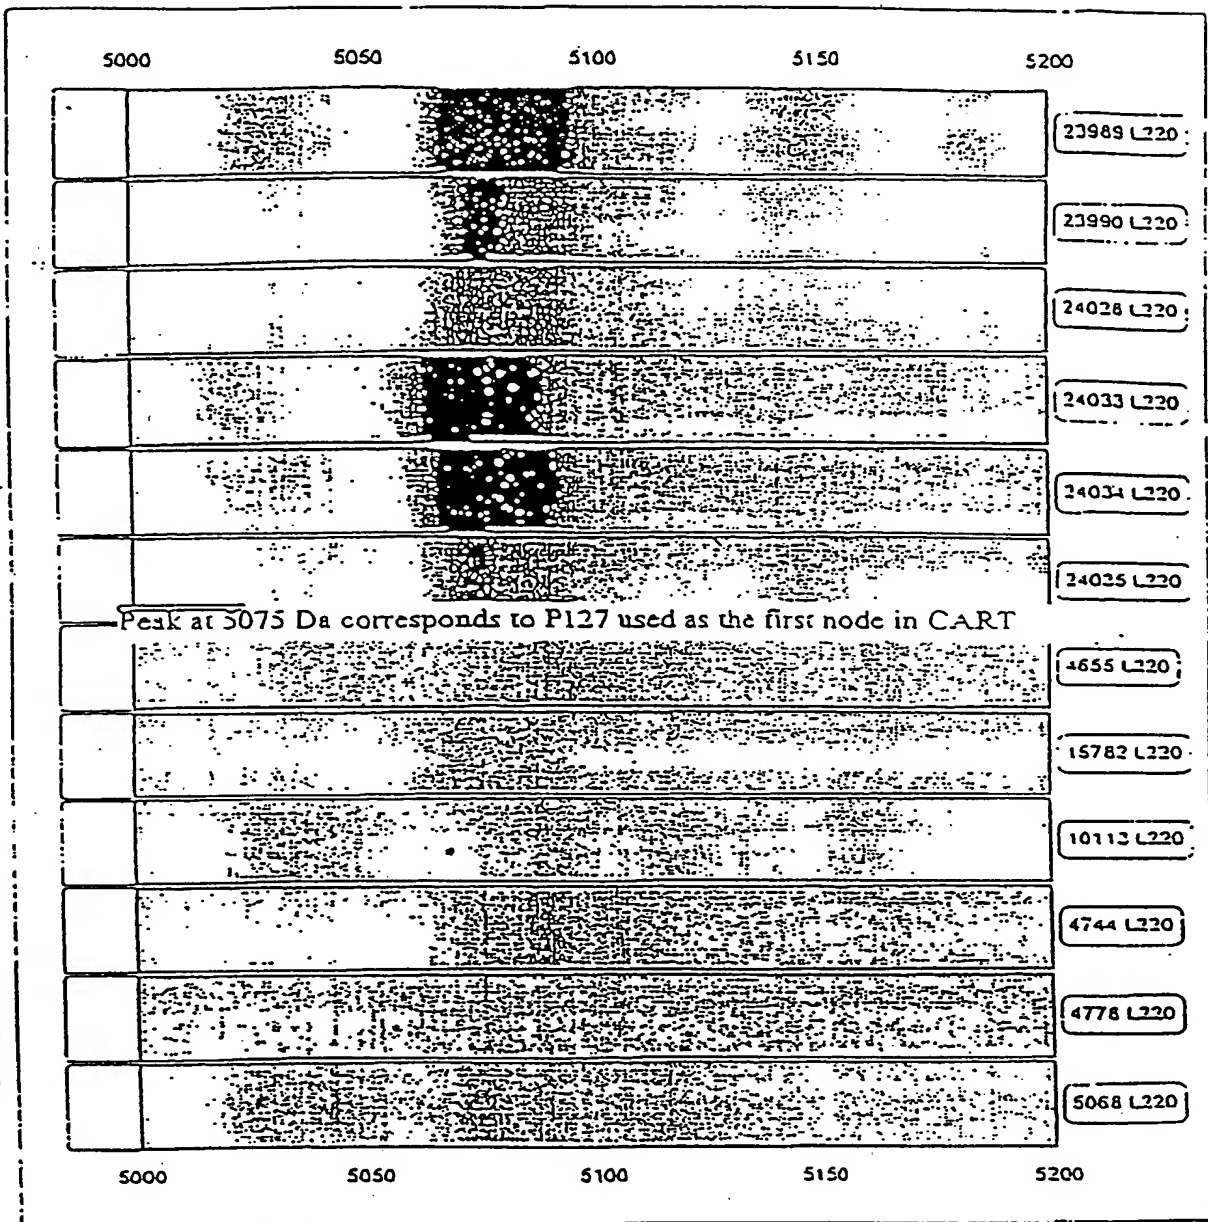 5000 5050 5100 5150 5200
23989 L220
23990 L220
24028 L220
24033 L220
24034 L220
24035 L220
Peak at 5075 Da corresponds to P127 used as the first node in CART
4655 L220
15782 L220
10113 L220
4744 L220
4778 L220
5068 L220
5000 5050 5100 5150 5200